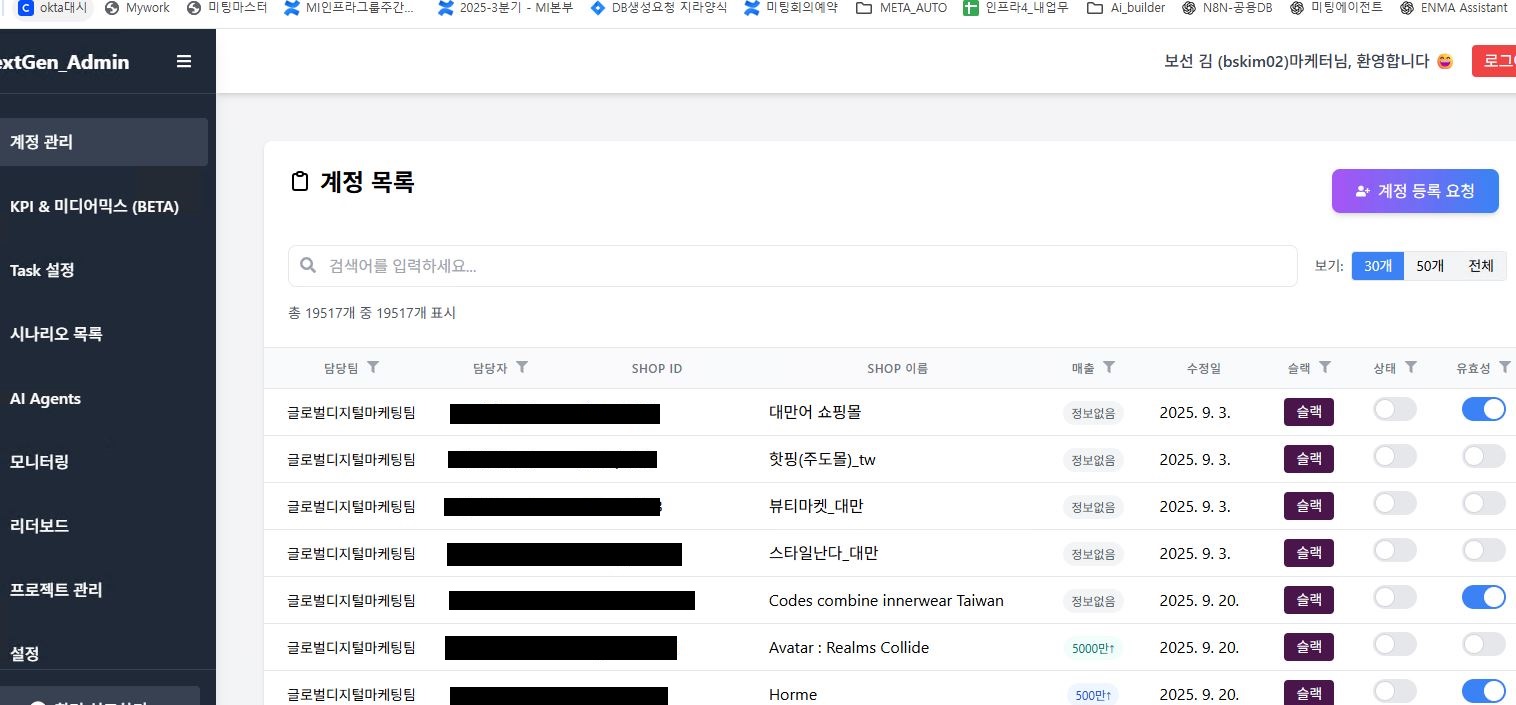 okta대시 Mywork 미팅마스터 MI인프라그룹주간... 2025-3분기 - MI본부 DB생성요청 지라양식 미팅회의예약 META_AUTO 인프라4_내업무 Ai_builder N8N-공용DB 미팅에이전트 ENMA Assistant
extGen_Admin
보선 김 (bskim02)마케터님, 환영합니다 😄
로그
계정 관리
KPI & 미디어믹스 (BETA)
Task 설정
시나리오 목록
AI Agents
모니터링
리더보드
프로젝트 관리
설정
계정 목록
계정 등록 요청
검색어를 입력하세요...
보기: 30개 50개 전체
총 19517개 중 19517개 표시
담당팀 담당자 SHOP ID SHOP 이름 매출 수정일 슬랙 상태 유효성
글로벌디지털마케팅팀 대만어 쇼핑몰 정보없음 2025. 9. 3. 슬랙
글로벌디지털마케팅팀 핫핑(주도몰)_tw 정보없음 2025. 9. 3. 슬랙
글로벌디지털마케팅팀 뷰티마켓_대만 정보없음 2025. 9. 3. 슬랙
글로벌디지털마케팅팀 스타일난다_대만 정보없음 2025. 9. 3. 슬랙
글로벌디지털마케팅팀 Codes combine innerwear Taiwan 정보없음 2025. 9. 20. 슬랙
글로벌디지털마케팅팀 Avatar : Realms Collide 5000만↑ 2025. 9. 20. 슬랙
글로벌디지털마케팅팀 Horme 500만↑ 2025. 9. 20. 슬랙